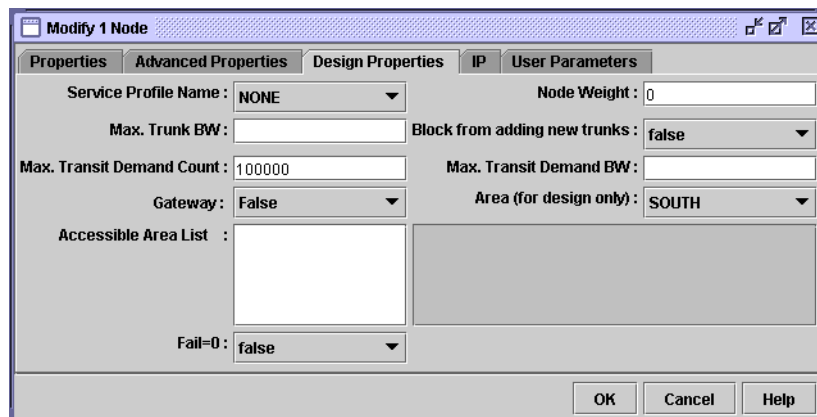 Modify 1 Node
Properties Advanced Properties Design Properties IP User Parameters
Service Profile Name : NONE Node Weight : 0
Max. Trunk BW : Block from adding new trunks : false
Max. Transit Demand Count : 100000 Max. Transit Demand BW :
Gateway : False Area (for design only) : SOUTH
Accessible Area List :
Fail=0 : false
OK Cancel Help